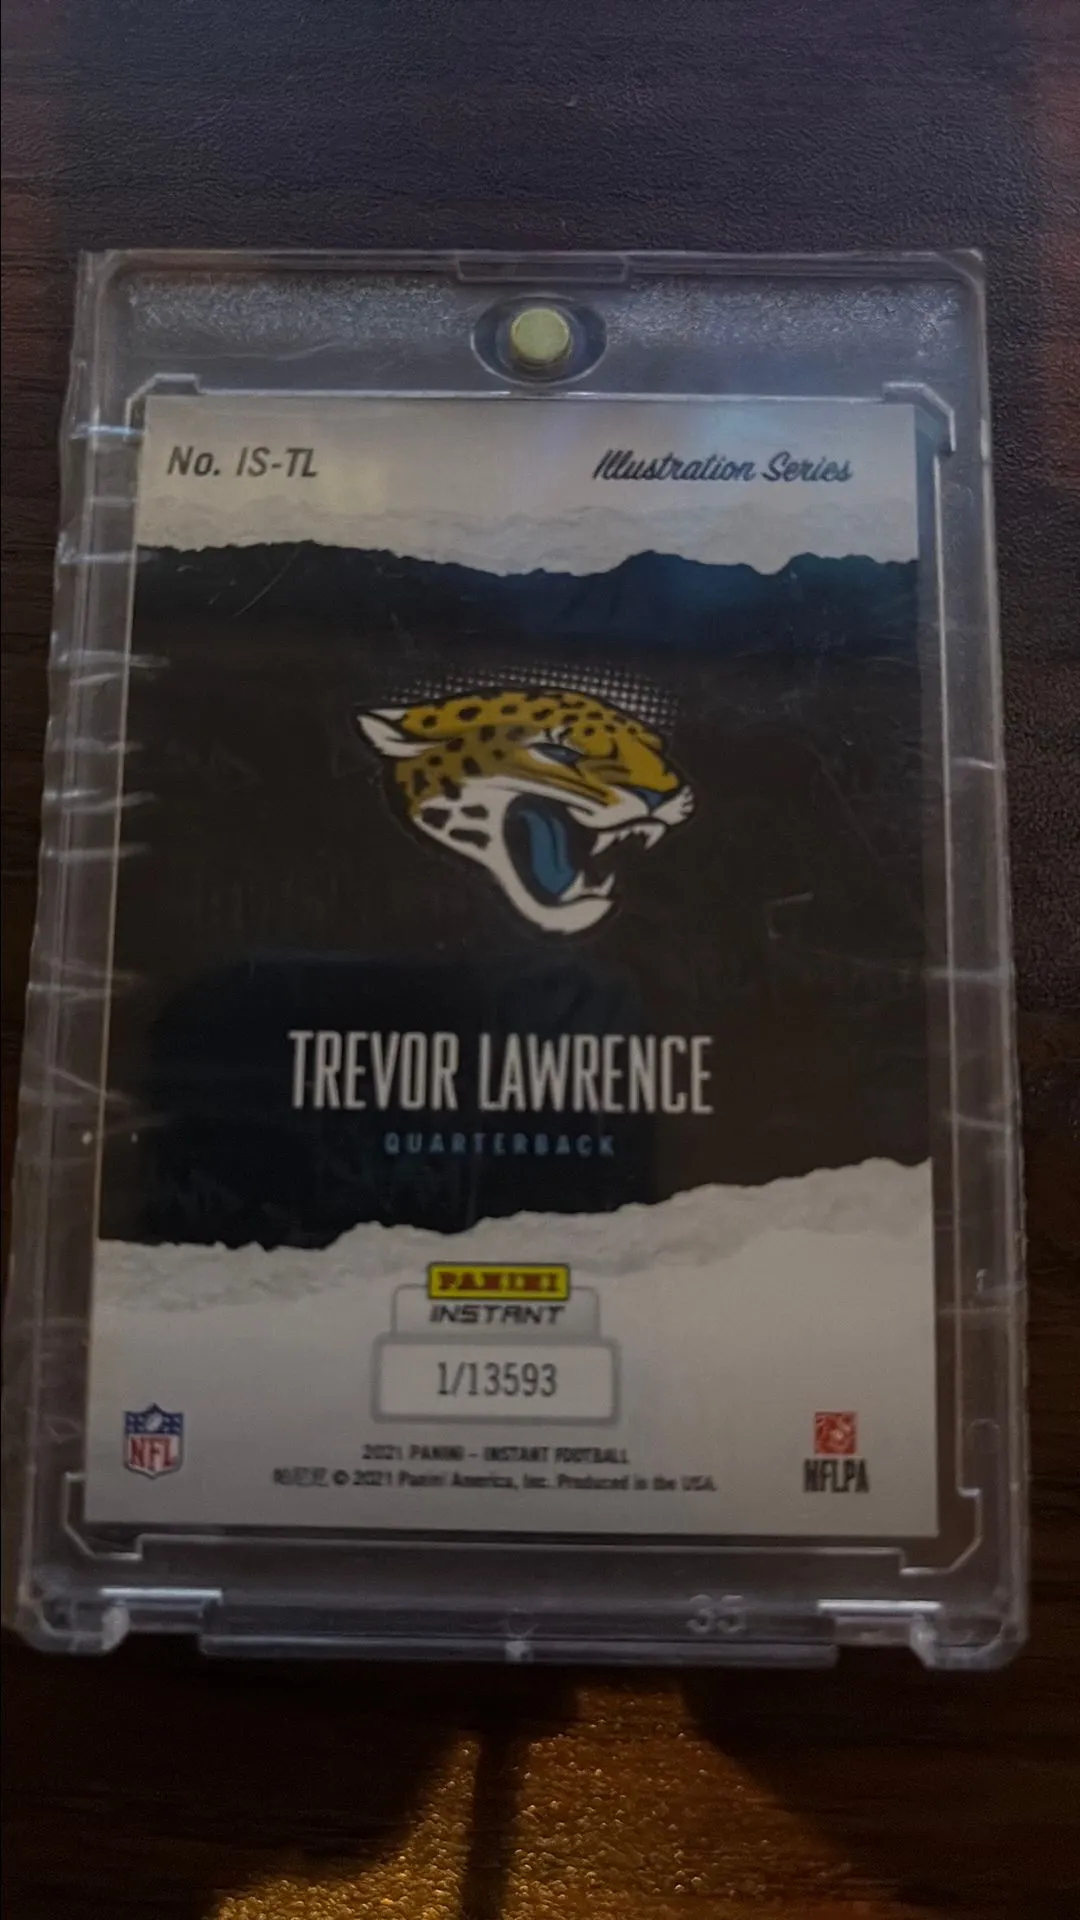 No. IS-TL
Illustration Series
TREVOR LAWRENCE
QUARTERBACK
PANINI
INSTANT
1/13593
2021 PANINI – INSTANT FOOTBALL
© 2021 Panini America, Inc. Produced in the USA.
NFL
NFLPA
35